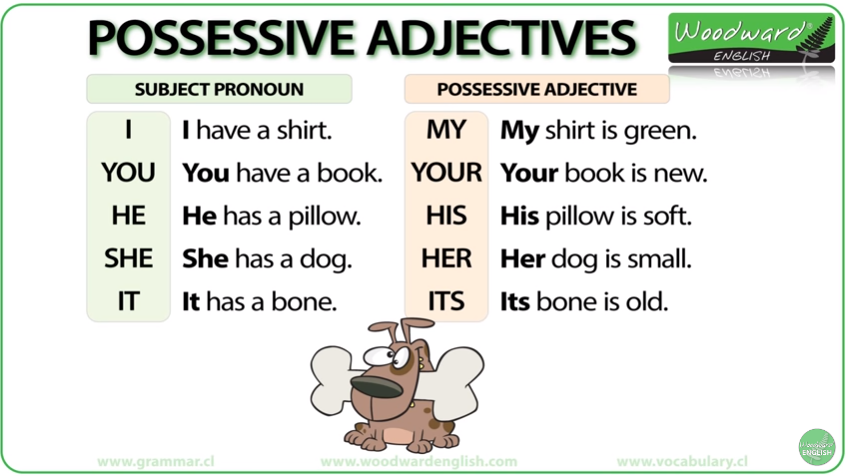 POSSESSIVE ADJECTIVES
Woodward®
ENGLISH
SUBJECT PRONOUN POSSESSIVE ADJECTIVE
I I have a shirt. MY My shirt is green.
YOU You have a book. YOUR Your book is new.
HE He has a pillow. HIS His pillow is soft.
SHE She has a dog. HER Her dog is small.
IT It has a bone. ITS Its bone is old.
Woodward
ENGLISH
www.grammar.cl www.woodwardenglish.com www.vocabulary.cl